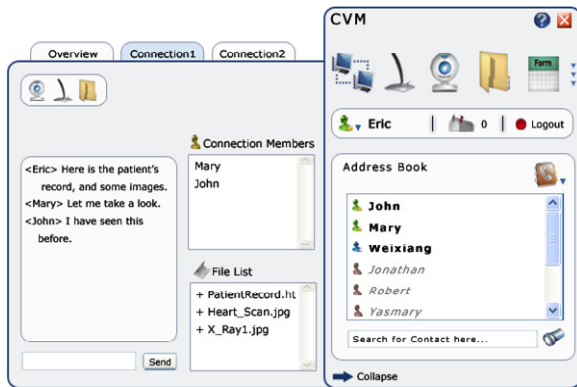 CVM
Overview
Connection1
Connection2
Form
Eric
0
Logout
Connection Members
Mary
John
<Eric> Here is the patient's
record, and some images.
<Mary> Let me take a look.
<John> I have seen this
before.
File List
+ PatientRecord.ht
+ Heart_Scan.jpg
+ X_Ray1.jpg
Send
Address Book
John
Mary
Weixiang
Jonathan
Robert
Yasmary
Search for Contact here...
Collapse